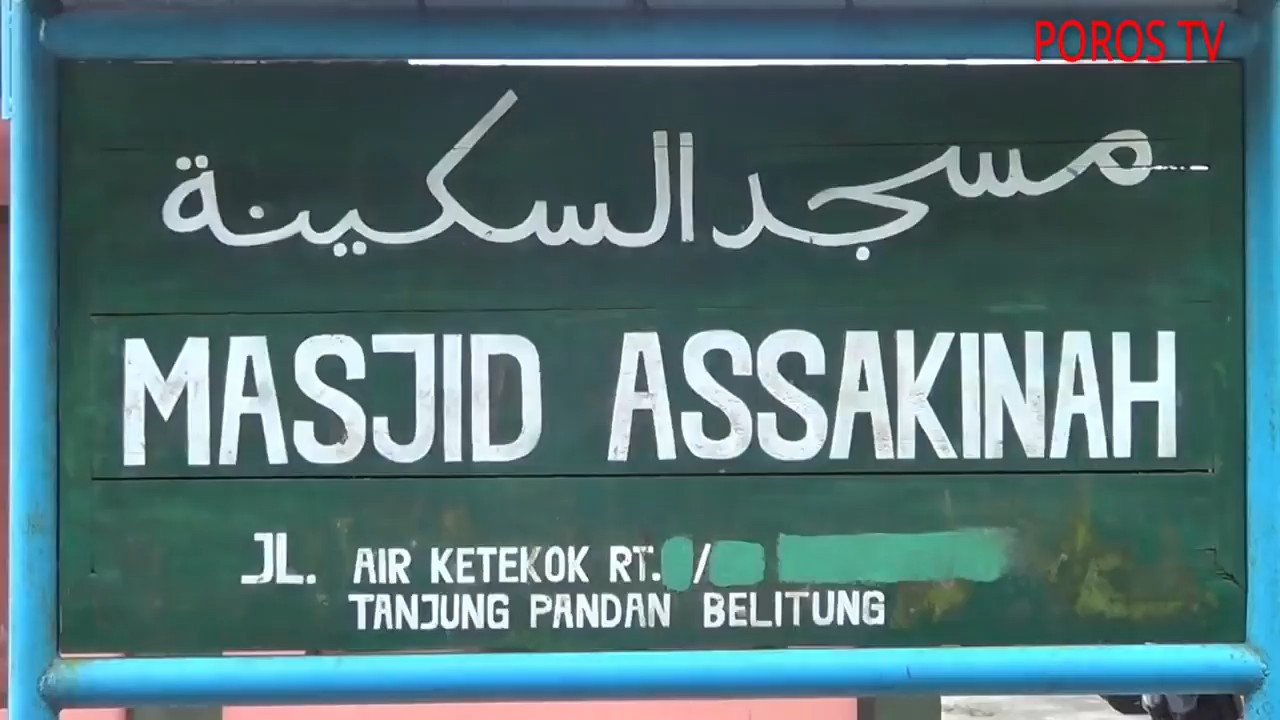 POROS TV
مسجد السكينة
MASJID ASSAKINAH
JL. AIR KETEKOK RT. /
TANJUNG PANDAN BELITUNG